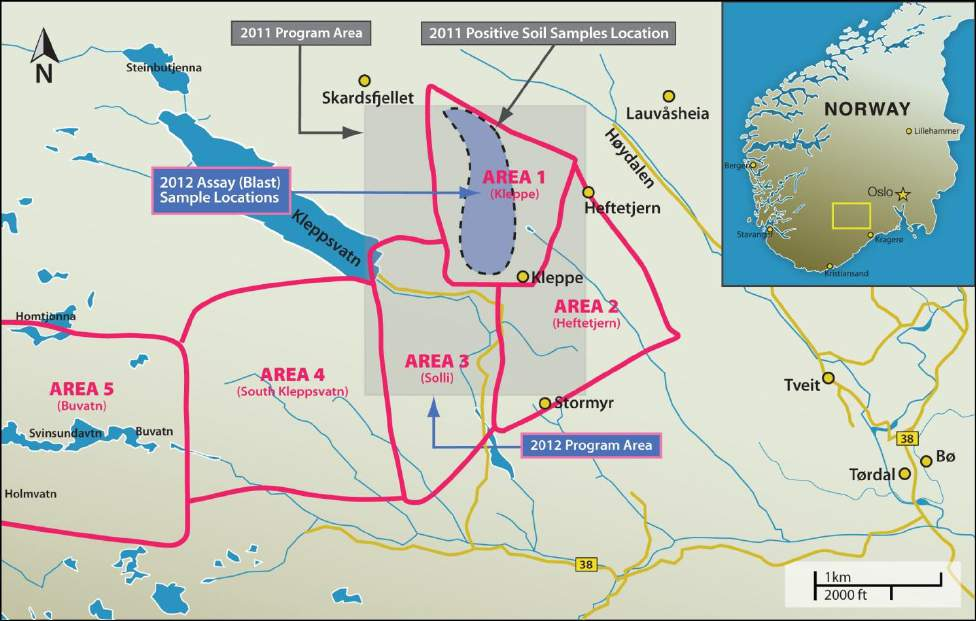 2011 Program Area
2011 Positive Soil Samples Location
N
Steinbutjenna
Skardsfjellet
Lauvåsheia
Høydalen
NORWAY
Lillehammer
Bergen
Oslo
Stavanger
Kragerø
Kristiansand
2012 Assay (Blast)
Sample Locations
AREA 1
(Kleppe)
Heftetjern
Kleppsvatn
Kleppe
AREA 2
(Heftetjern)
Homtjønna
AREA 3
(Solli)
AREA 4
(South Kleppsvatn)
AREA 5
(Buvatn)
Tveit
Stormyr
Svinsundavtn
Buvatn
2012 Program Area
38
Bø
Tørdal
Holmvatn
38
1km
2000 ft